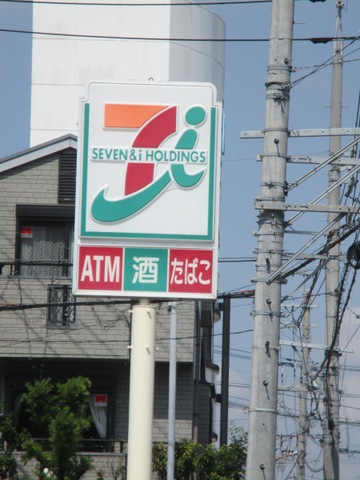 SEVEN & i HOLDINGS
ATM 酒 たばこ